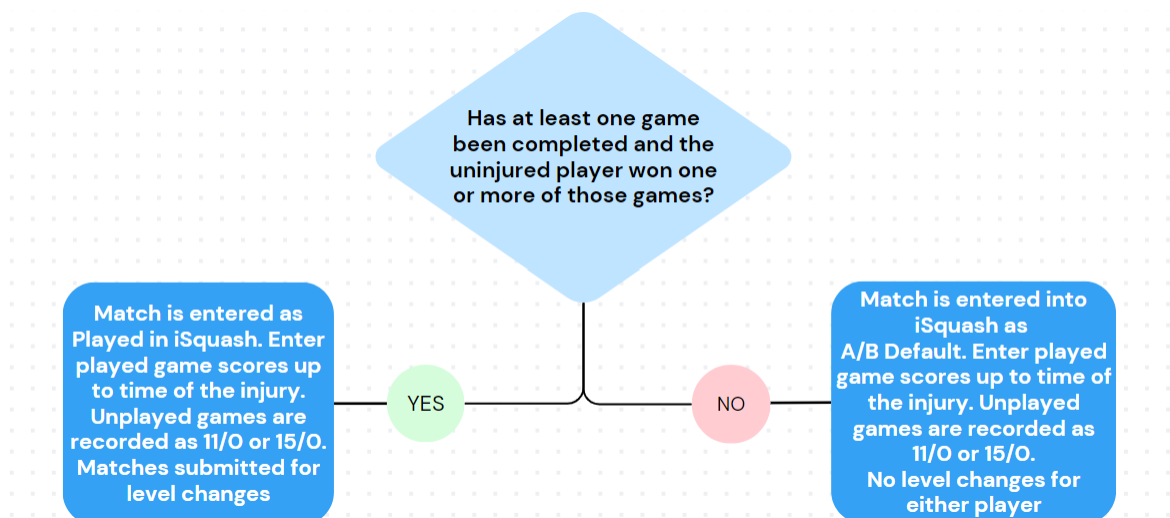 Has at least one game
been completed and the
uninjured player won one
or more of those games?
Match is entered as
Played in iSquash. Enter
played game scores up
to time of the injury.
Unplayed games are
recorded as 11/0 or 15/0.
Matches submitted for
level changes
YES
NO
Match is entered into
iSquash as
A/B Default. Enter played
game scores up to time of
the injury. Unplayed
games are recorded as
11/0 or 15/0.
No level changes for
either player